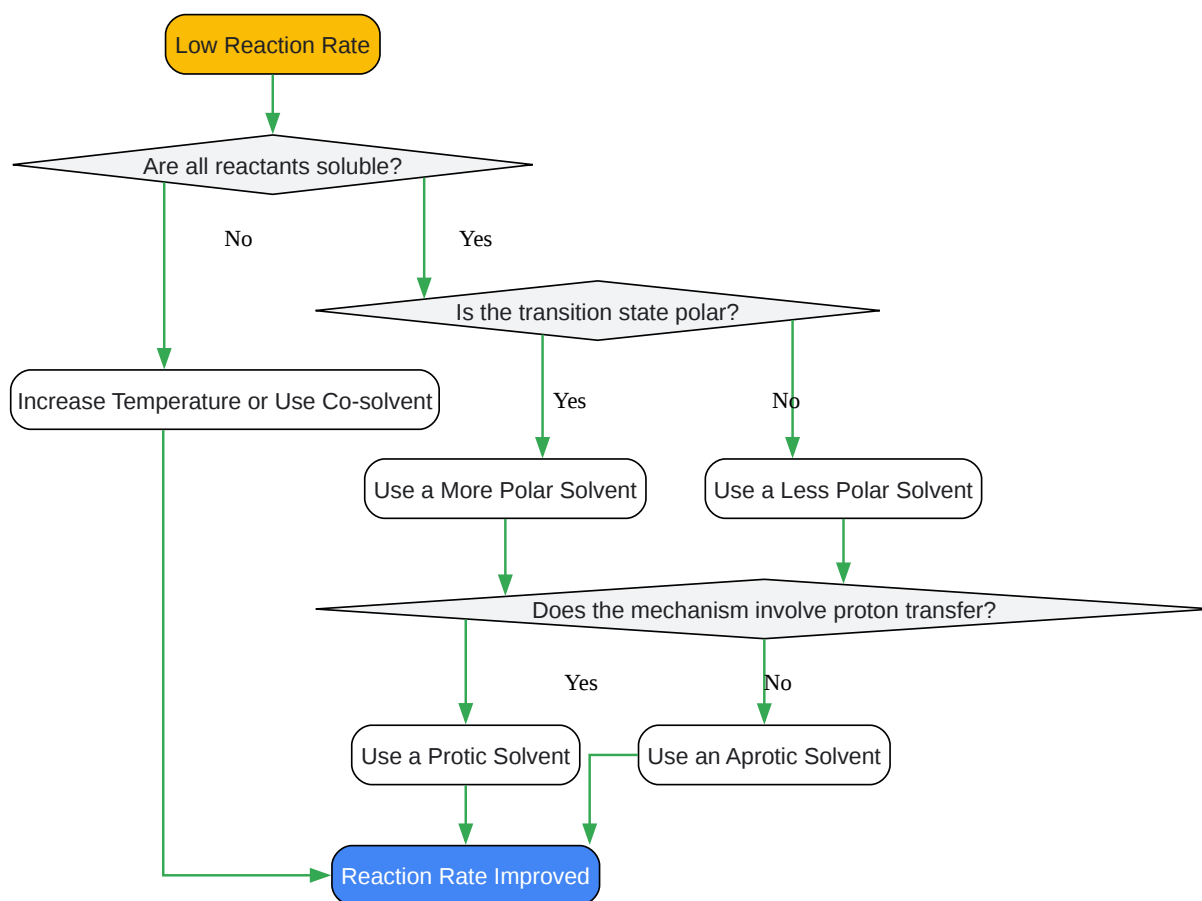 Low Reaction Rate
Are all reactants soluble?
No
Yes
Is the transition state polar?
Increase Temperature or Use Co-solvent
Yes
No
Use a More Polar Solvent
Use a Less Polar Solvent
Does the mechanism involve proton transfer?
Yes
No
Use a Protic Solvent
Use an Aprotic Solvent
Reaction Rate Improved